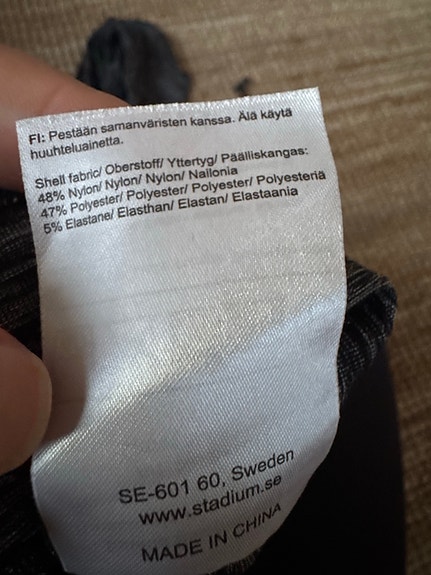 FI: Pestään samanväristen kanssa. Älä käytä
huuhteluainetta.
Shell fabric/ Oberstoff/ Yttertyg/ Päälliskangas:
48% Nylon/ Nylon/ Nylon/ Nailonia
47% Polyester/ Polyester/ Polyester/ Polyesteriä
5% Elastane/ Elasthan/ Elastan/ Elastaania
SE-601 60, Sweden
www.stadium.se
MADE IN CHINA